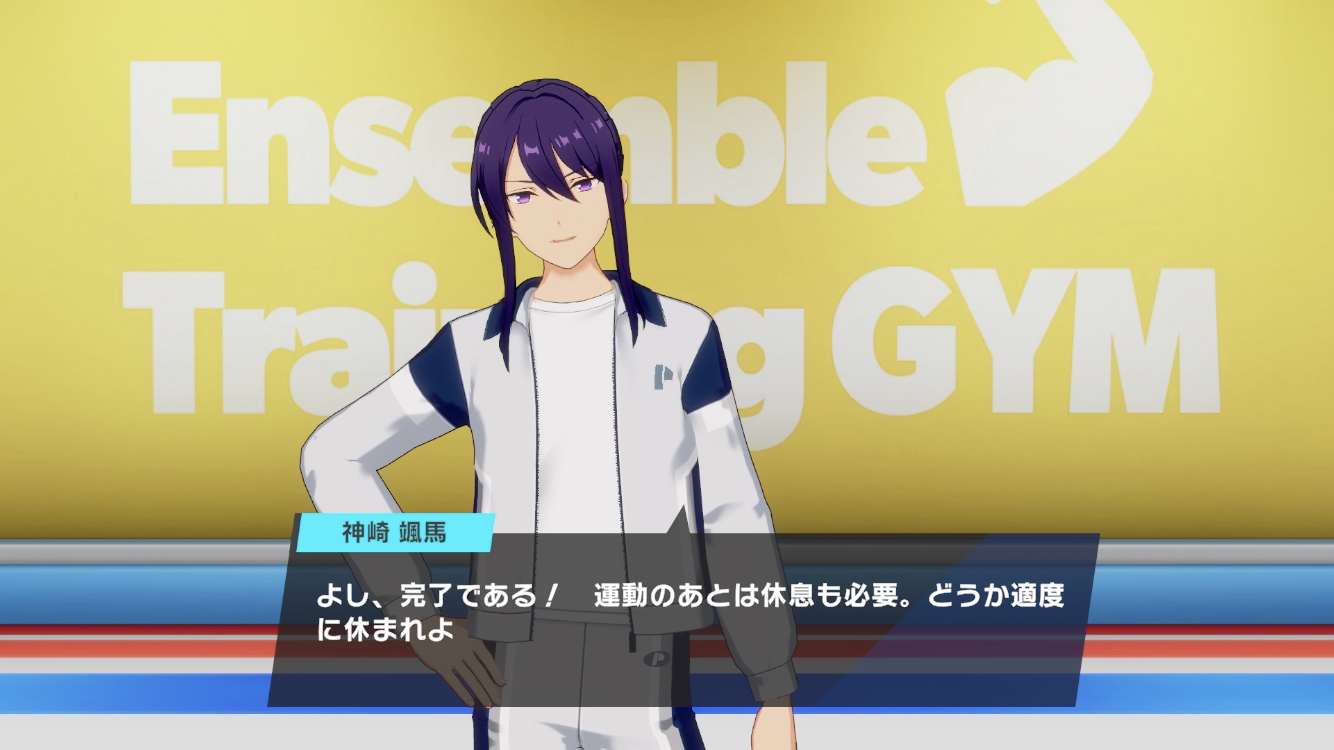 Ensemble
Training GYM
神崎 颯馬
よし、完了である！　運動のあとは休息も必要。どうか適度
に休まれよ